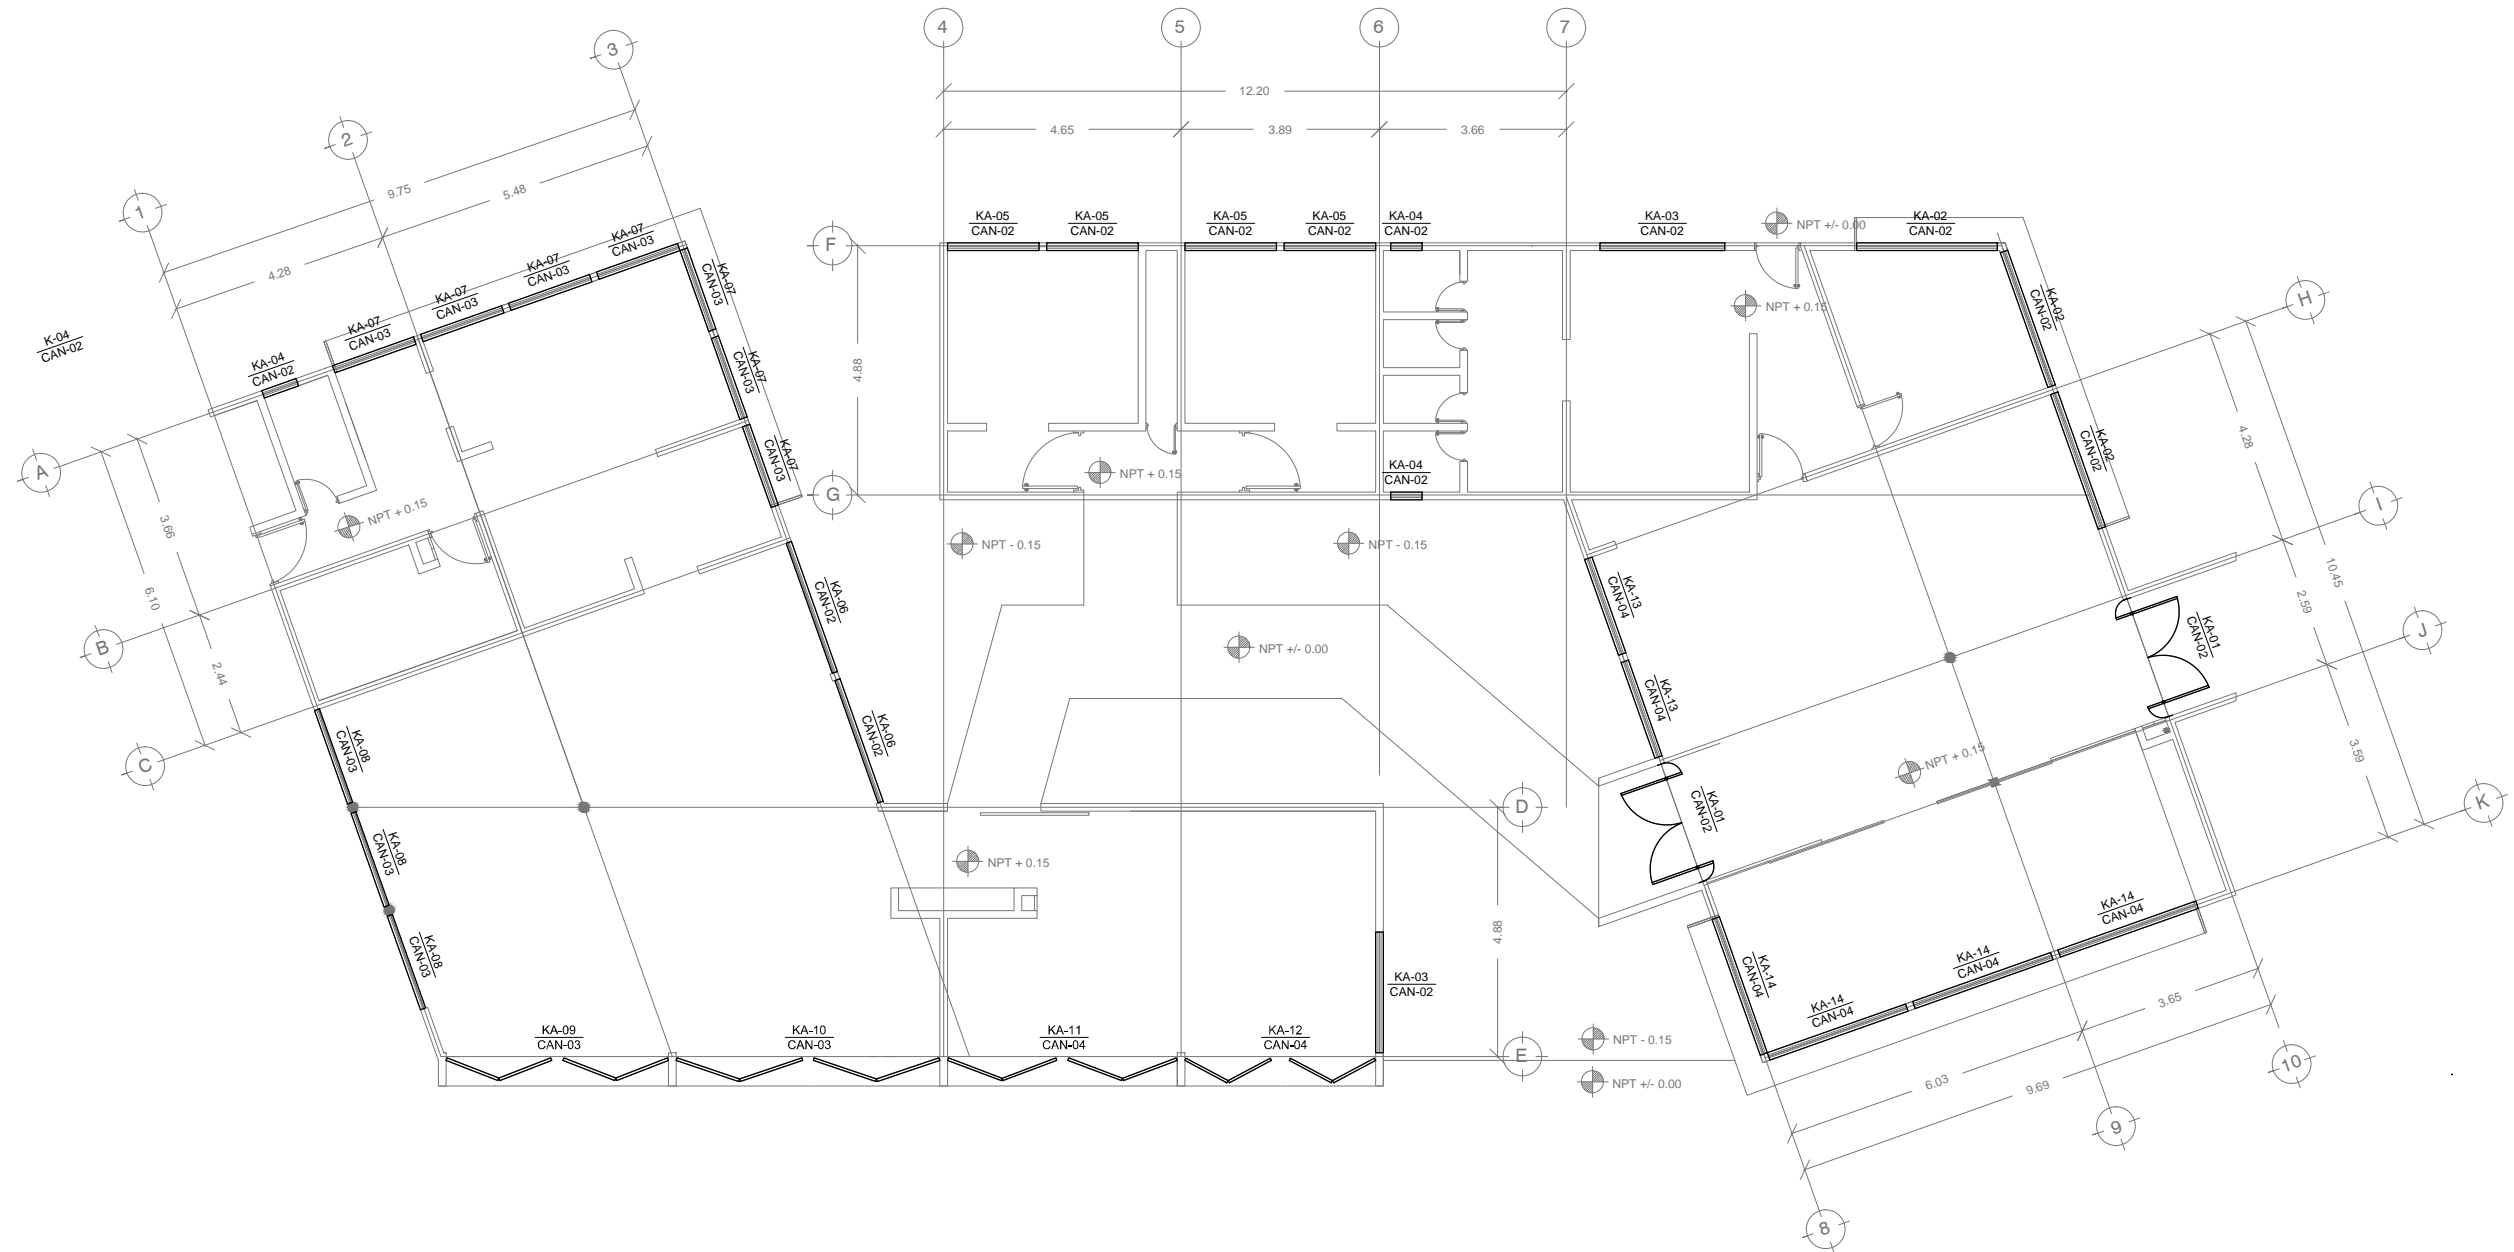 4
5
6
7
3
2
1
12.20
4.65
3.89
3.66
9.75
5.48
4.28
KA-05
CAN-02
KA-05
CAN-02
KA-05
CAN-02
KA-05
CAN-02
KA-04
CAN-02
KA-03
CAN-02
NPT +/- 0.00
KA-02
CAN-02
F
KA-07
CAN-03
KA-07
CAN-03
KA-07
CAN-03
KA-07
CAN-03
KA-07
CAN-03
KA-07
CAN-03
KA-07
CAN-03
K-04
CAN-02
KA-04
CAN-02
KA-02
CAN-02
KA-02
CAN-02
H
NPT + 0.15
4.88
4.28
10.45
A
G
KA-04
CAN-02
NPT + 0.15
NPT + 0.15
3.66
6.10
NPT - 0.15
NPT - 0.15
I
KA-06
CAN-02
KA-13
CAN-04
2.59
B
2.44
NPT +/- 0.00
KA-01
CAN-02
J
KA-13
CAN-04
KA-06
CAN-02
KA-08
CAN-03
C
NPT + 0.15
3.59
D
KA-01
CAN-02
K
KA-08
CAN-03
NPT + 0.15
4.88
KA-08
CAN-03
KA-14
CAN-04
KA-14
CAN-04
KA-14
CAN-04
KA-14
CAN-04
KA-03
CAN-02
3.65
KA-09
CAN-03
KA-10
CAN-03
KA-11
CAN-04
KA-12
CAN-04
NPT - 0.15
E
NPT +/- 0.00
6.03
9.69
10
9
8